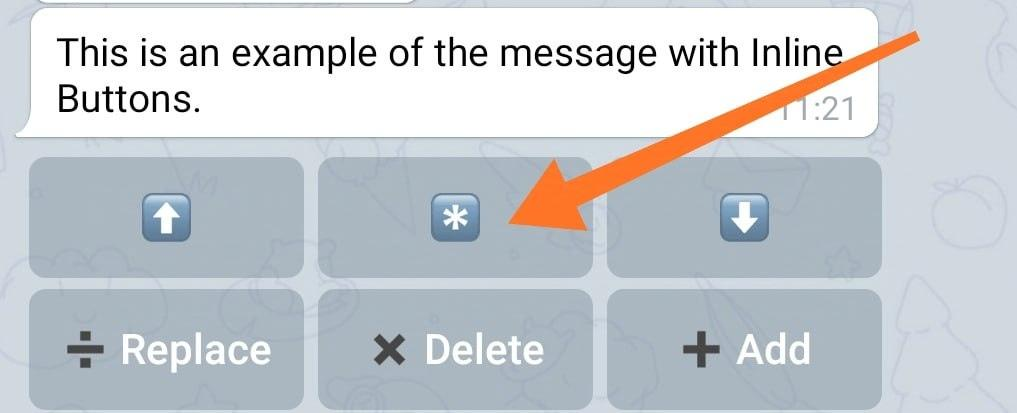 This is an example of the message with Inline
Buttons.
11:21
⬆️ *️⃣ ⬇️
➗ Replace ✖ Delete ➕ Add